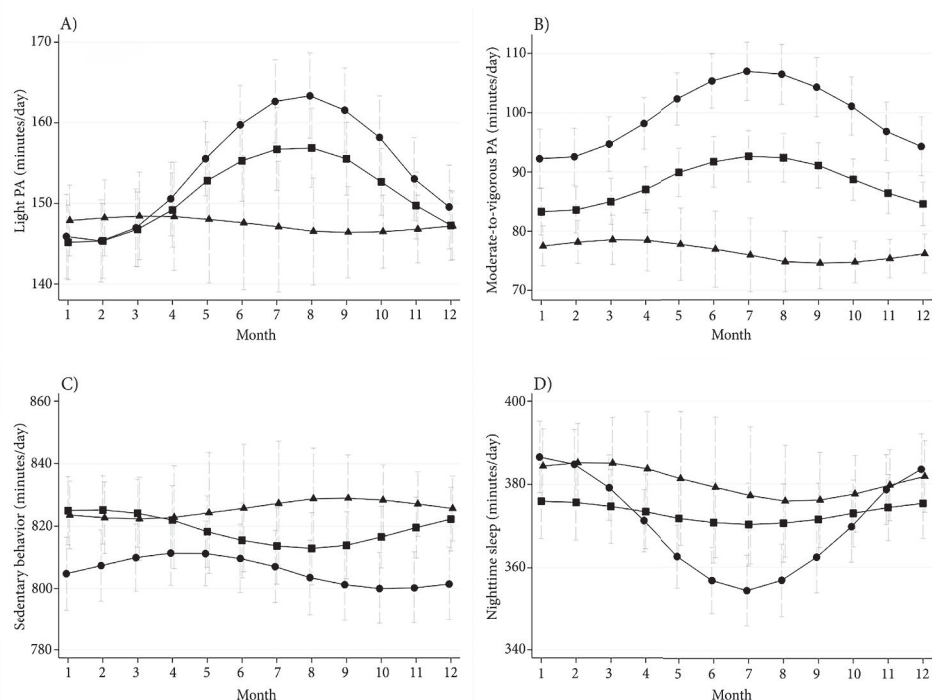 A)
Light PA (minutes/day)
170
160
150
140
1 2 3 4 5 6 7 8 9 10 11 12
Month
B)
Moderate-to-vigorous PA (minutes/day)
110
100
90
80
70
1 2 3 4 5 6 7 8 9 10 11 12
Month
C)
Sedentary behavior (minutes/day)
860
840
820
800
780
1 2 3 4 5 6 7 8 9 10 11 12
Month
D)
Nighttime sleep (minutes/day)
400
380
360
340
1 2 3 4 5 6 7 8 9 10 11 12
Month